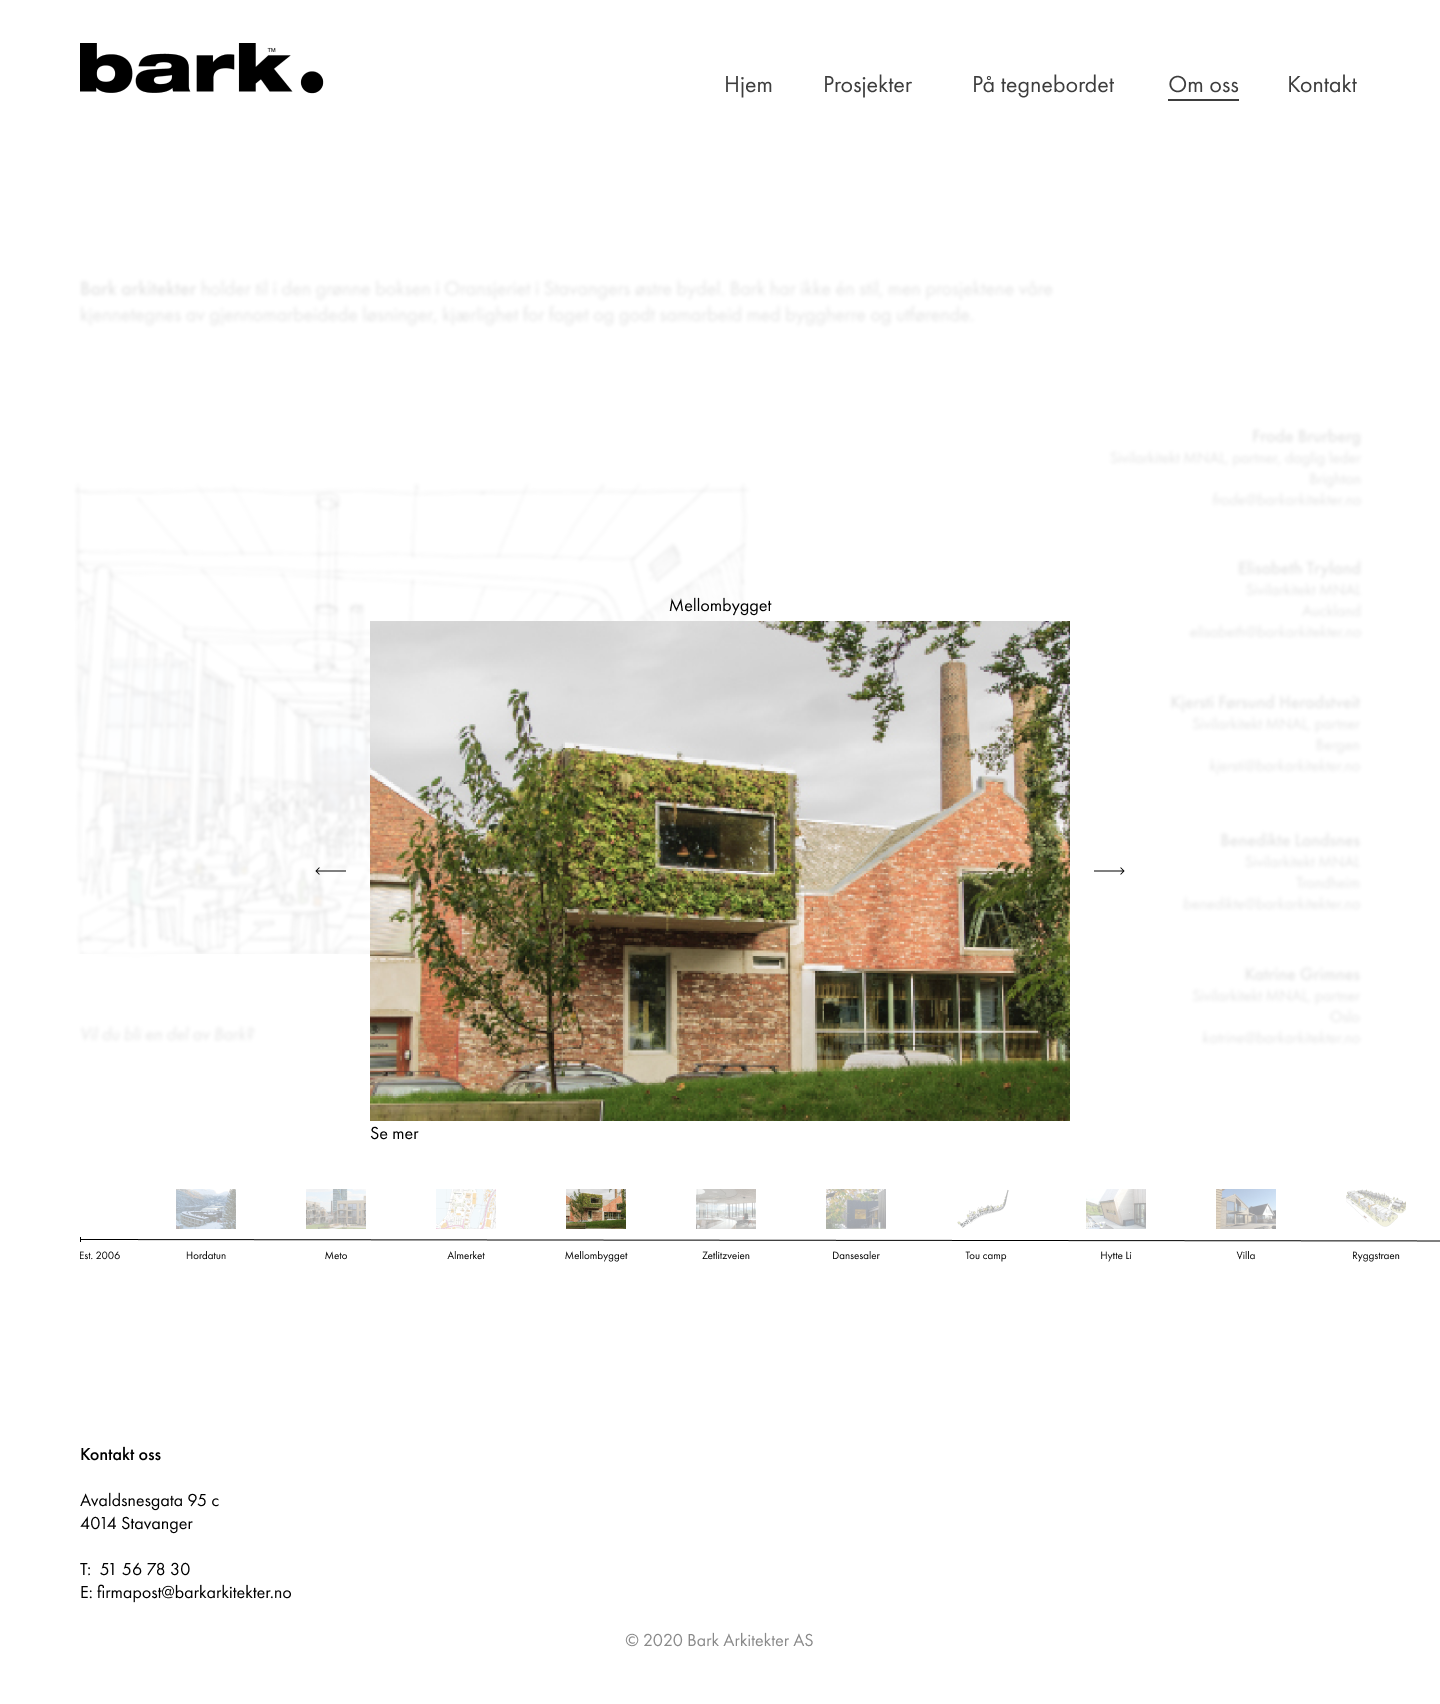 bark.™
Hjem
Prosjekter
På tegnebordet
Om oss
Kontakt
Bark arkitekter holder til i den grønne boksen i Oransjeriet i Stavangers østre bydel. Bark har ikke én stil, men prosjektene våre
kjennetegnes av gjennomarbeidede løsninger, kjærlighet for faget og godt samarbeid med byggherre og utførende.
Frode Brurberg
Sivilarkitekt MNAL, partner, daglig leder
Brighton
frode@barkarkitekter.no
Elisabeth Tryland
Sivilarkitekt MNAL
Auckland
elisabeth@barkarkitekter.no
Mellombygget
Kjersti Førsund Heradstveit
Sivilarkitekt MNAL, partner
Bergen
kjersti@barkarkitekter.no
Benedikte Landsnes
Sivilarkitekt MNAL
Trondheim
benedikte@barkarkitekter.no
Katrine Grimnes
Sivilarkitekt MNAL, partner
Oslo
katrine@barkarkitekter.no
Vil du bli en del av Bark?
Se mer
Est. 2006
Hordatun
Meto
Almerket
Mellombygget
Zetlitzveien
Dansesaler
Tou camp
Hytte Li
Villa
Ryggstraen
Kontakt oss
Avaldsnesgata 95 c
4014 Stavanger
T:  51 56 78 30
E: firmapost@barkarkitekter.no
© 2020 Bark Arkitekter AS